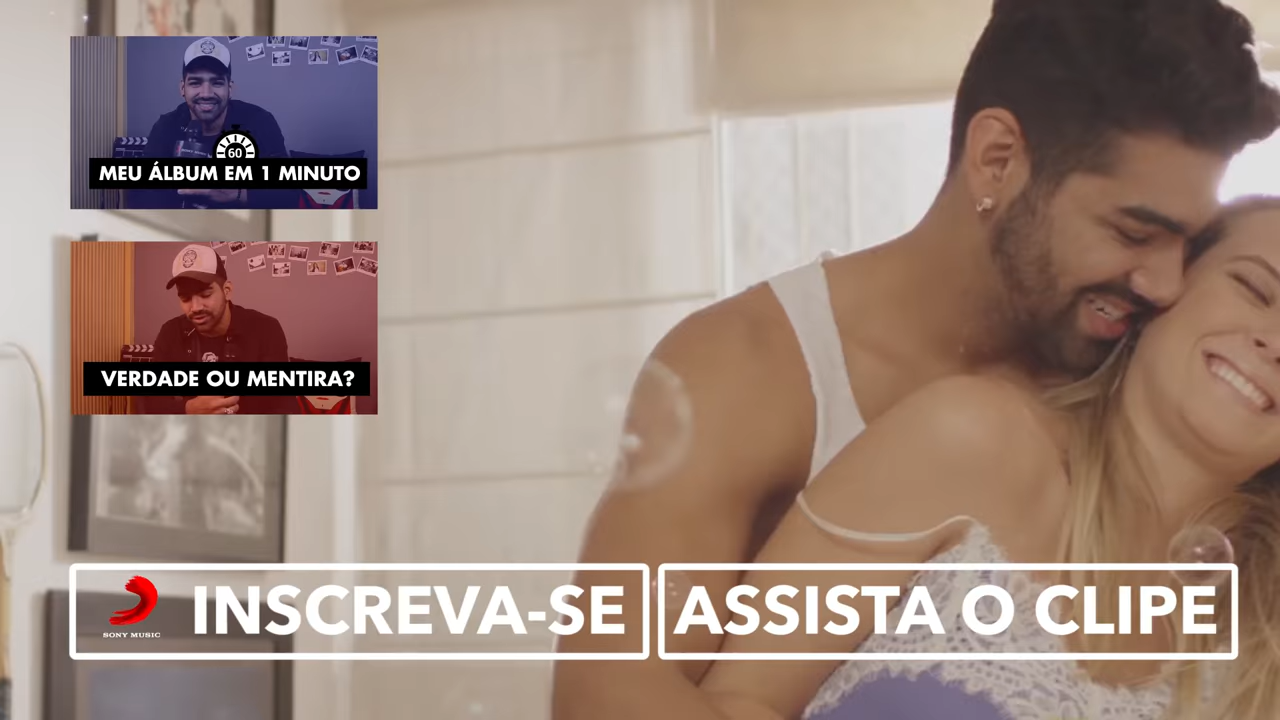 60
MEU ÁLBUM EM 1 MINUTO
VERDADE OU MENTIRA?
SONY MUSIC
INSCREVA-SE
ASSISTA O CLIPE